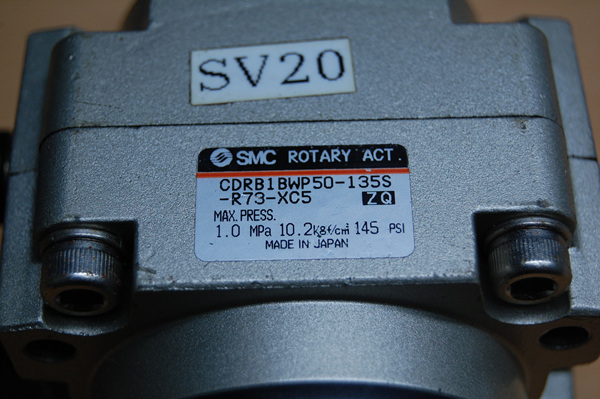 SV20
SMC ROTARY ACT.
CDRB1BWP50-135S
-R73-XC5 ZQ
MAX. PRESS.
1.0 MPa 10.2kgf/cm² 145 PSI
MADE IN JAPAN